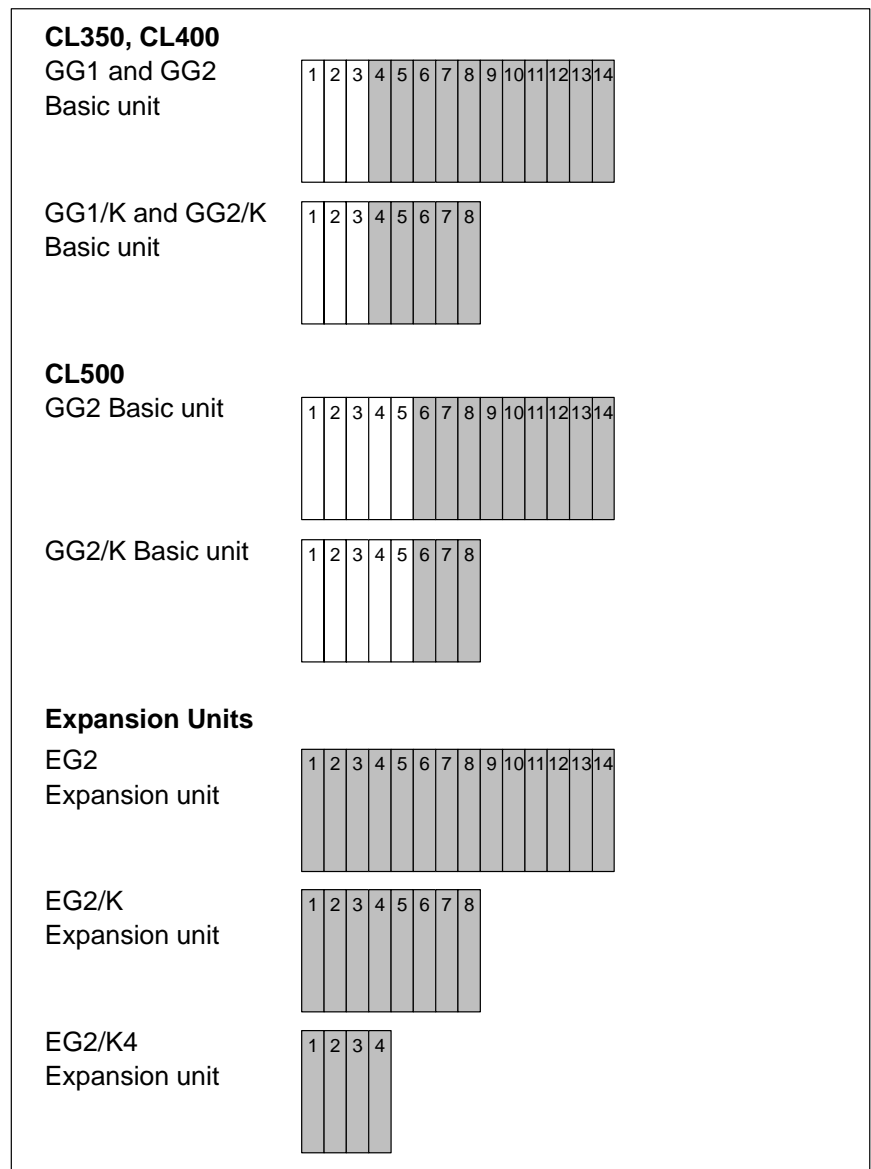 CL350, CL400
GG1 and GG2
Basic unit
1 2 3 4 5 6 7 8 9 10 11 12 13 14
GG1/K and GG2/K
Basic unit
1 2 3 4 5 6 7 8
CL500
GG2 Basic unit
1 2 3 4 5 6 7 8 9 10 11 12 13 14
GG2/K Basic unit
1 2 3 4 5 6 7 8
Expansion Units
EG2
Expansion unit
1 2 3 4 5 6 7 8 9 10 11 12 13 14
EG2/K
Expansion unit
1 2 3 4 5 6 7 8
EG2/K4
Expansion unit
1 2 3 4